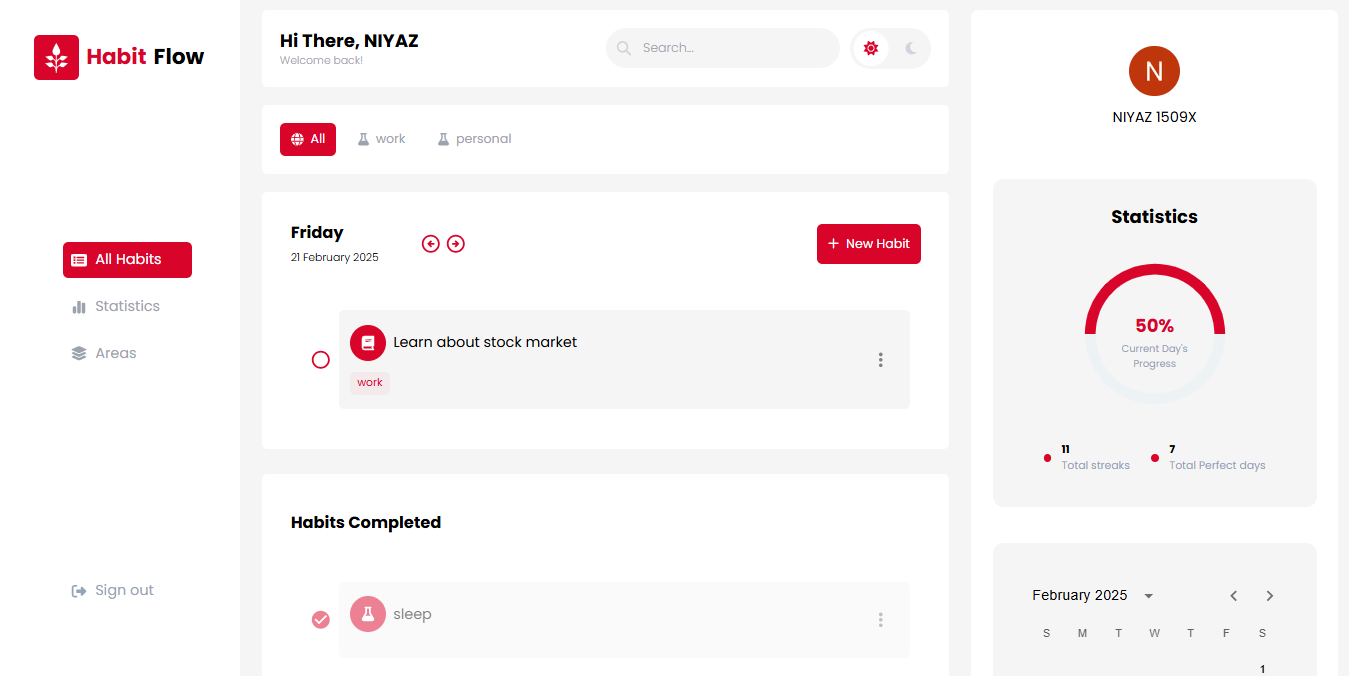 Habit Flow
All Habits
Statistics
Areas
Sign out
Hi There, NIYAZ
Welcome back!
Search...
All
work
personal
Friday
21 February 2025
+ New Habit
Learn about stock market
work
Habits Completed
sleep
N
NIYAZ 1509X
Statistics
50%
Current Day's
Progress
11
Total streaks
7
Total Perfect days
February 2025
S M T W T F S
1